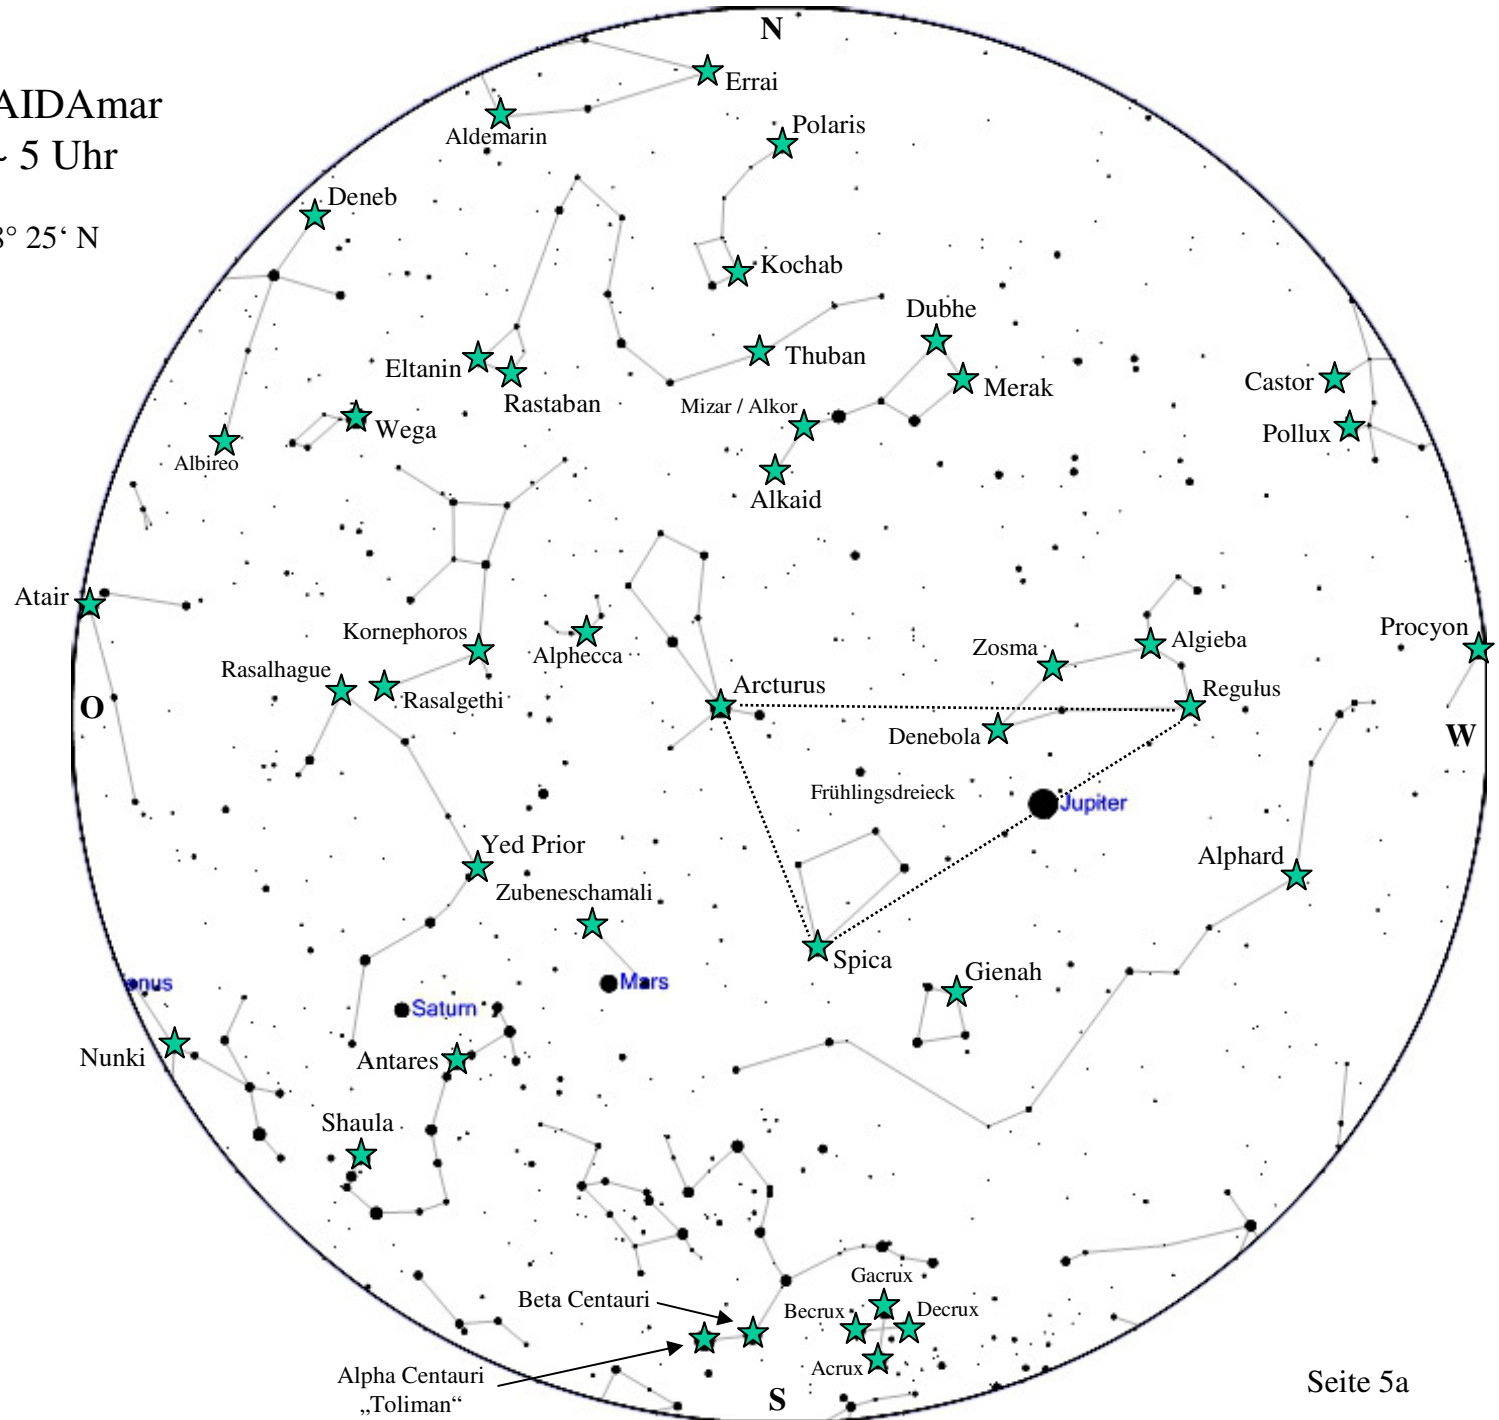 N
Errai
AIDAmar
Aldemarin
Polaris
~ 5 Uhr
Deneb
8° 25‘ N
Kochab
Dubhe
Thuban
Eltanin
Castor
Merak
Rastaban
Mizar / Alkor
Wega
Pollux
Albireo
Alkaid
Atair
Kornephoros
Procyon
Zosma
Algieba
Alphecca
Rasalhague
Arcturus
Regulus
Rasalgethi
O
Denebola
W
Frühlingsdreieck
Jupiter
Yed Prior
Alphard
Zubeneschamali
Spica
Gienah
enus
Mars
Saturn
Nunki
Antares
Shaula
Gacrux
Beta Centauri
Becrux
Decrux
Acrux
Alpha Centauri
„Toliman“
Seite 5a
S